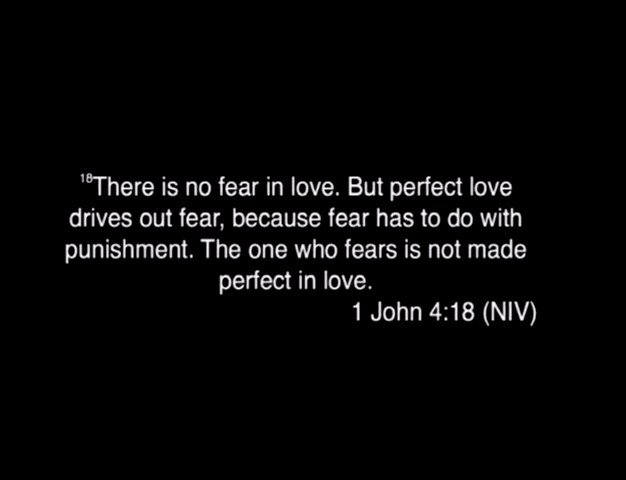 18There is no fear in love. But perfect love
drives out fear, because fear has to do with
punishment. The one who fears is not made
perfect in love.
1 John 4:18 (NIV)